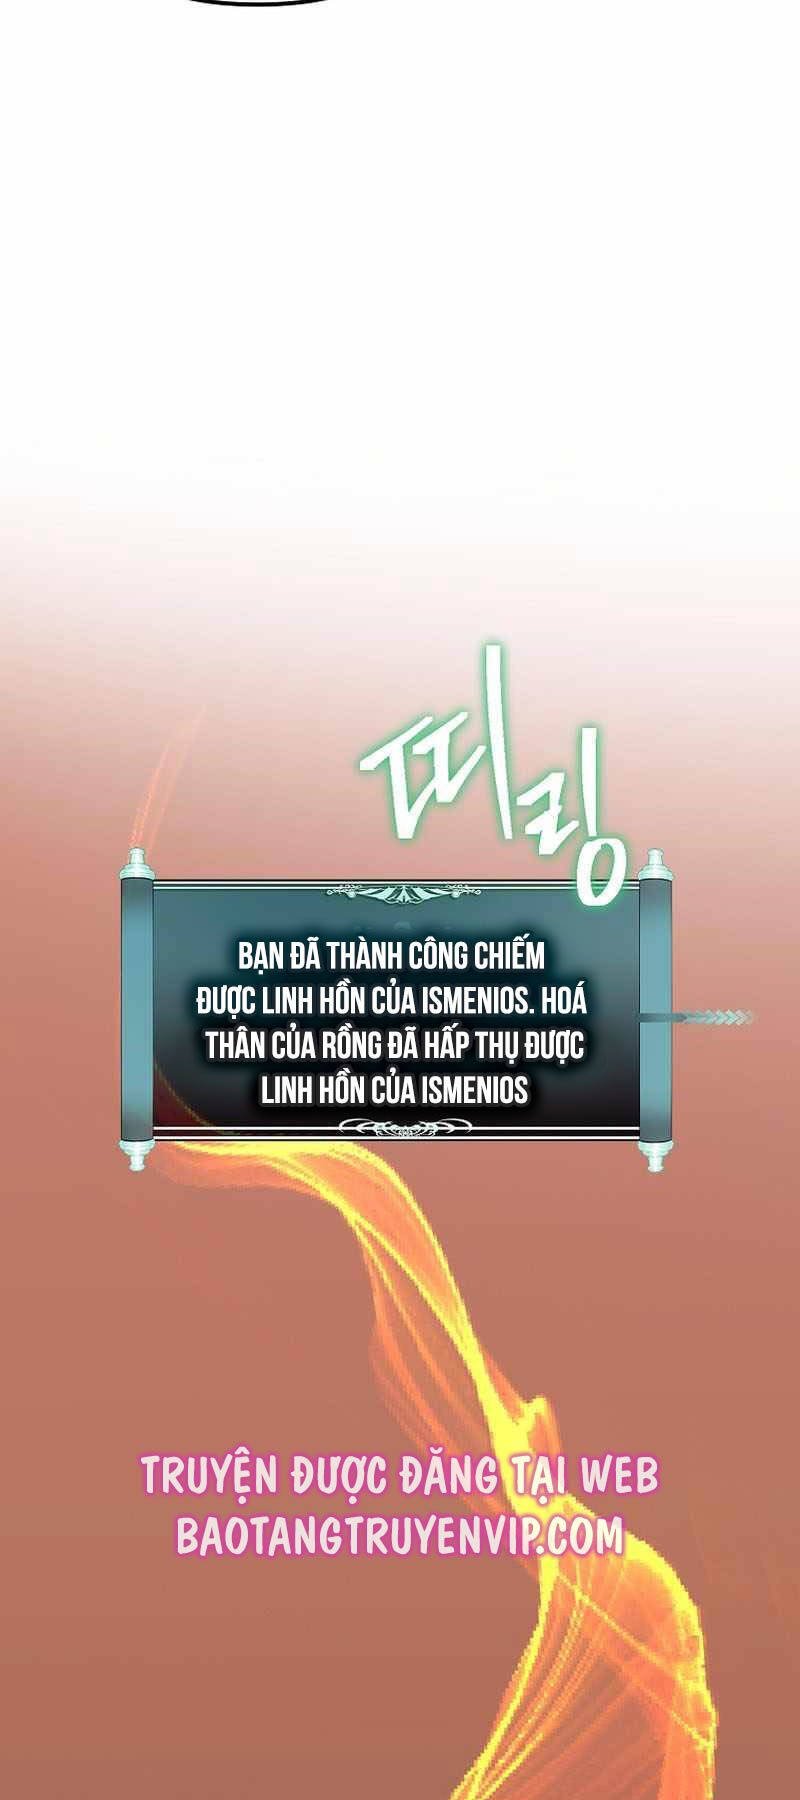 띠링
BẠN ĐÃ THÀNH CÔNG CHIẾM
ĐƯỢC LINH HỒN CỦA ISMENIOS. HOÁ
THÂN CỦA RỒNG ĐÃ HẤP THỤ ĐƯỢC
LINH HỒN CỦA ISMENIOS
TRUYỆN ĐƯỢC ĐĂNG TẠI WEB
BAOTANGTRUYENVIP.COM